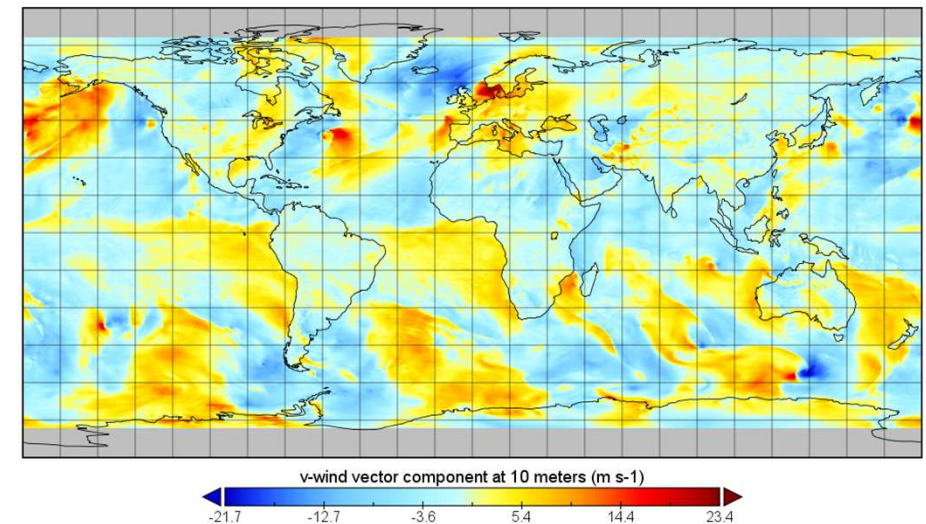 v-wind vector component at 10 meters (m s-1)
-21.7 -12.7 -3.6 5.4 14.4 23.4